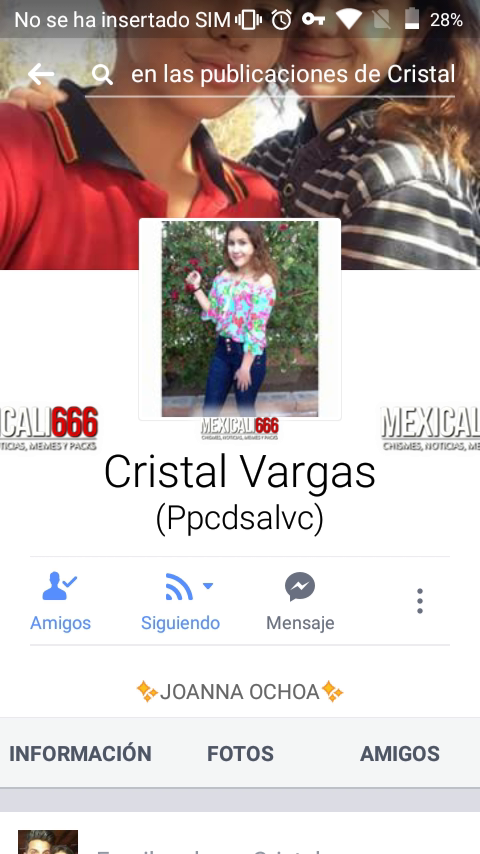 No se ha insertado SIM 28%
en las publicaciones de Cristal
MEXICALI666
CHISMES, NOTICIAS, MEMES Y PACKS
CALI666
TICIAS, MEMES Y PACKS
MEXICAL
CHISMES, NOTICIAS, ME
Cristal Vargas
(Ppcdsalvc)
Amigos Siguiendo Mensaje
✨JOANNA OCHOA✨
INFORMACIÓN FOTOS AMIGOS